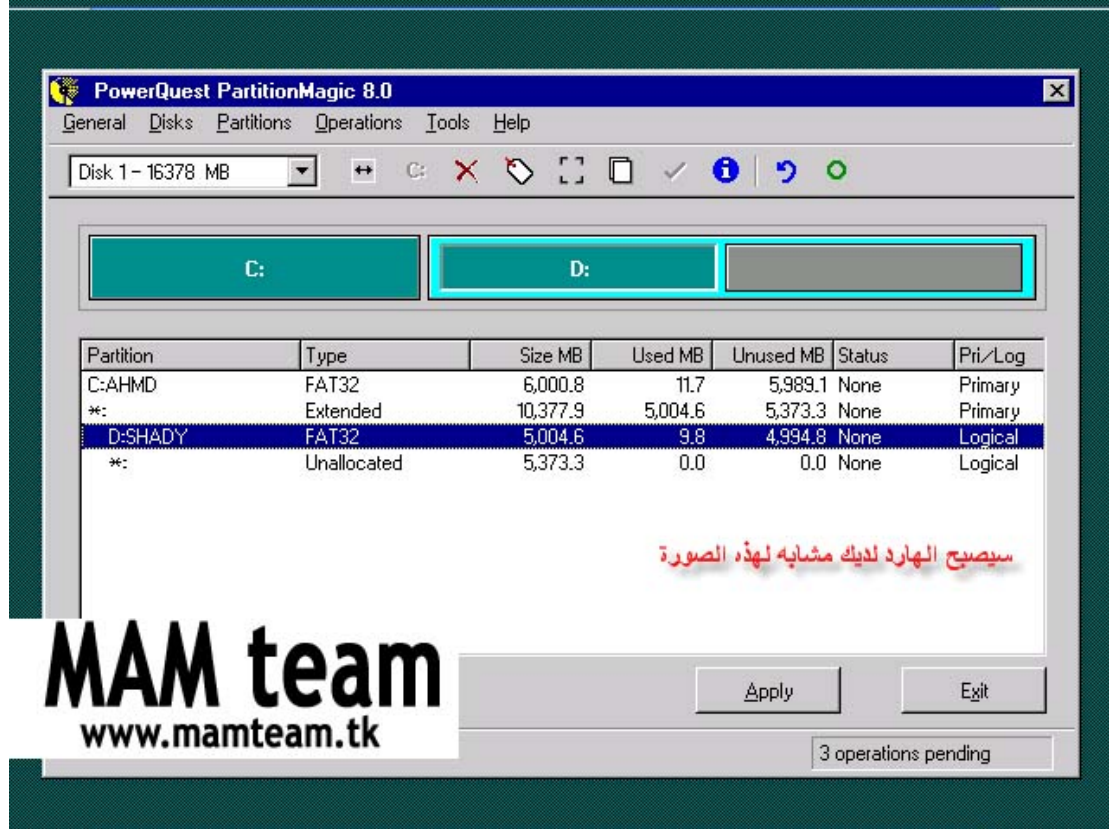 PowerQuest PartitionMagic 8.0
General Disks Partitions Operations Tools Help
Disk 1 – 16378 MB C:
C: D:
Partition Type Size MB Used MB Unused MB Status Pri/Log
C:AHMD FAT32 6,000.8 11.7 5,989.1 None Primary
*: Extended 10,377.9 5,004.6 5,373.3 None Primary
D:SHADY FAT32 5,004.6 9.8 4,994.8 None Logical
*: Unallocated 5,373.3 0.0 0.0 None Logical
سيصبح الهارد لديك مشابه لهذه الصورة
MAM team
www.mamteam.tk
Apply Exit
3 operations pending